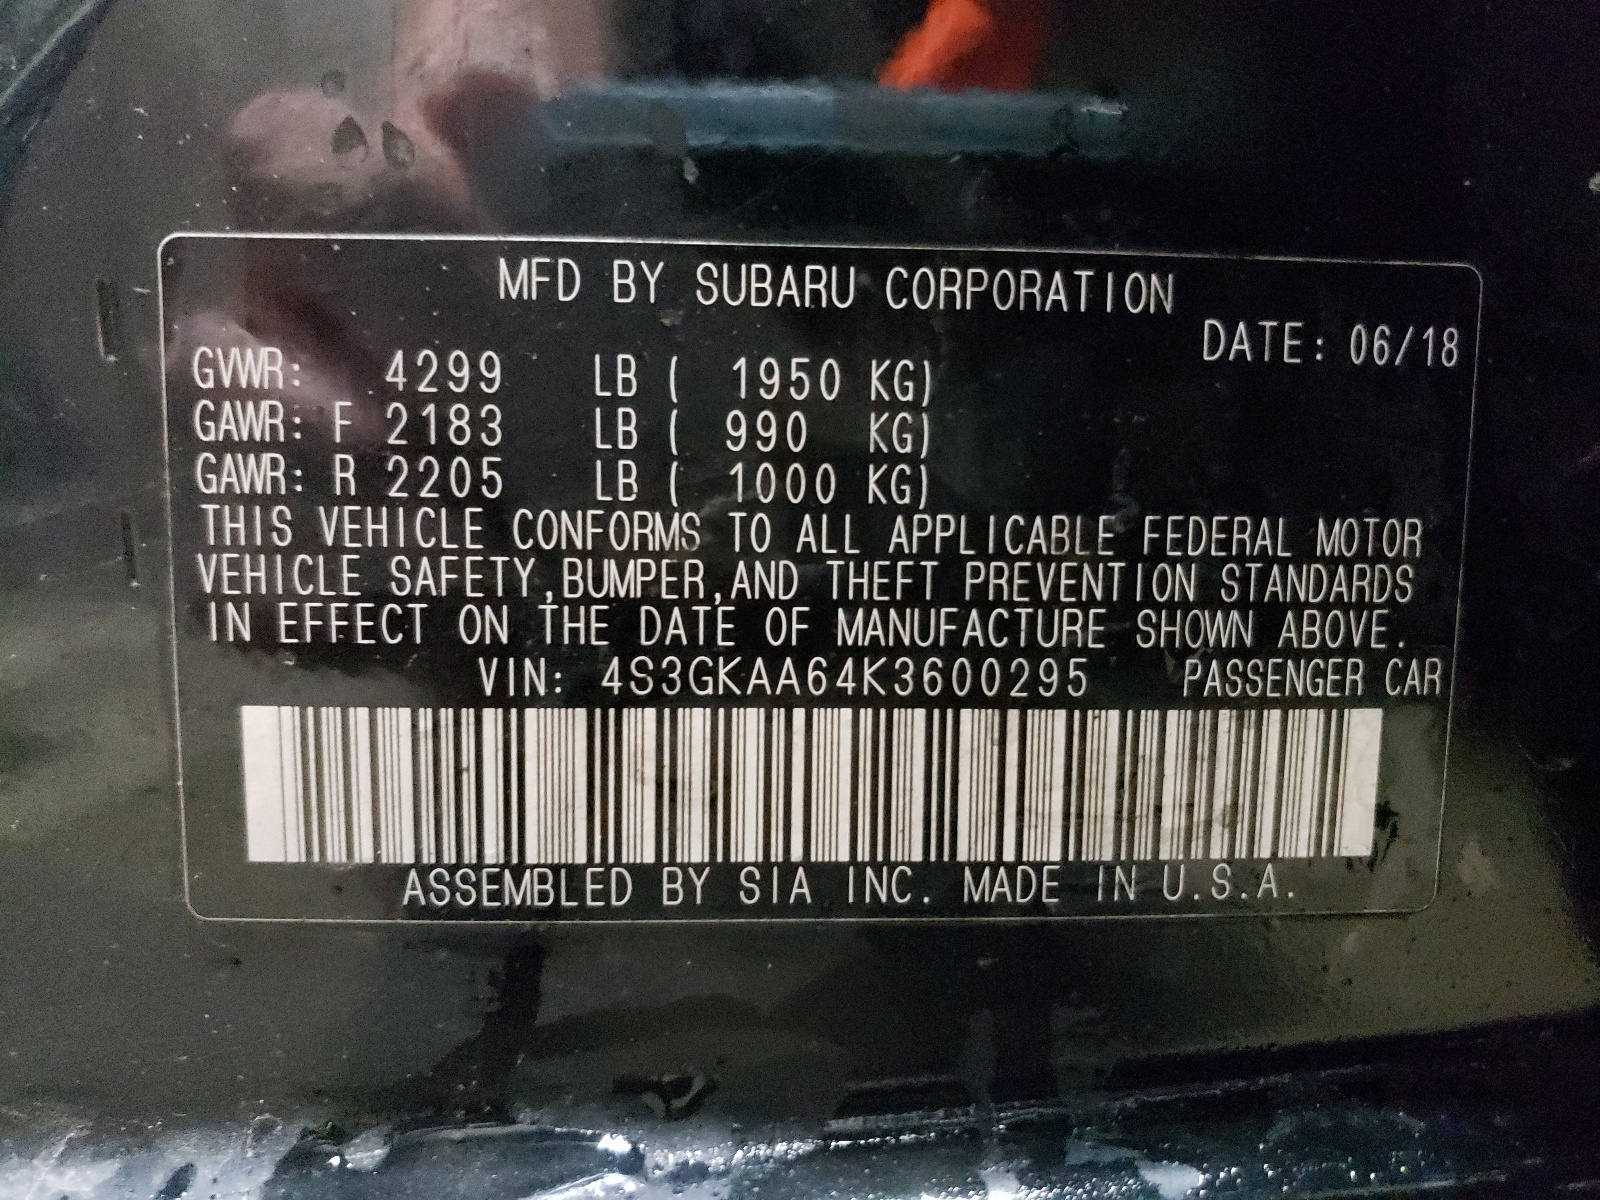 MFD BY SUBARU CORPORATION
DATE: 06/18
GVWR: 4299 LB ( 1950 KG)
GAWR: F 2183 LB ( 990 KG)
GAWR: R 2205 LB ( 1000 KG)
THIS VEHICLE CONFORMS TO ALL APPLICABLE FEDERAL MOTOR
VEHICLE SAFETY,BUMPER,AND THEFT PREVENTION STANDARDS
IN EFFECT ON THE DATE OF MANUFACTURE SHOWN ABOVE.
VIN: 4S3GKAA64K3600295 PASSENGER CAR
ASSEMBLED BY SIA INC. MADE IN U.S.A.